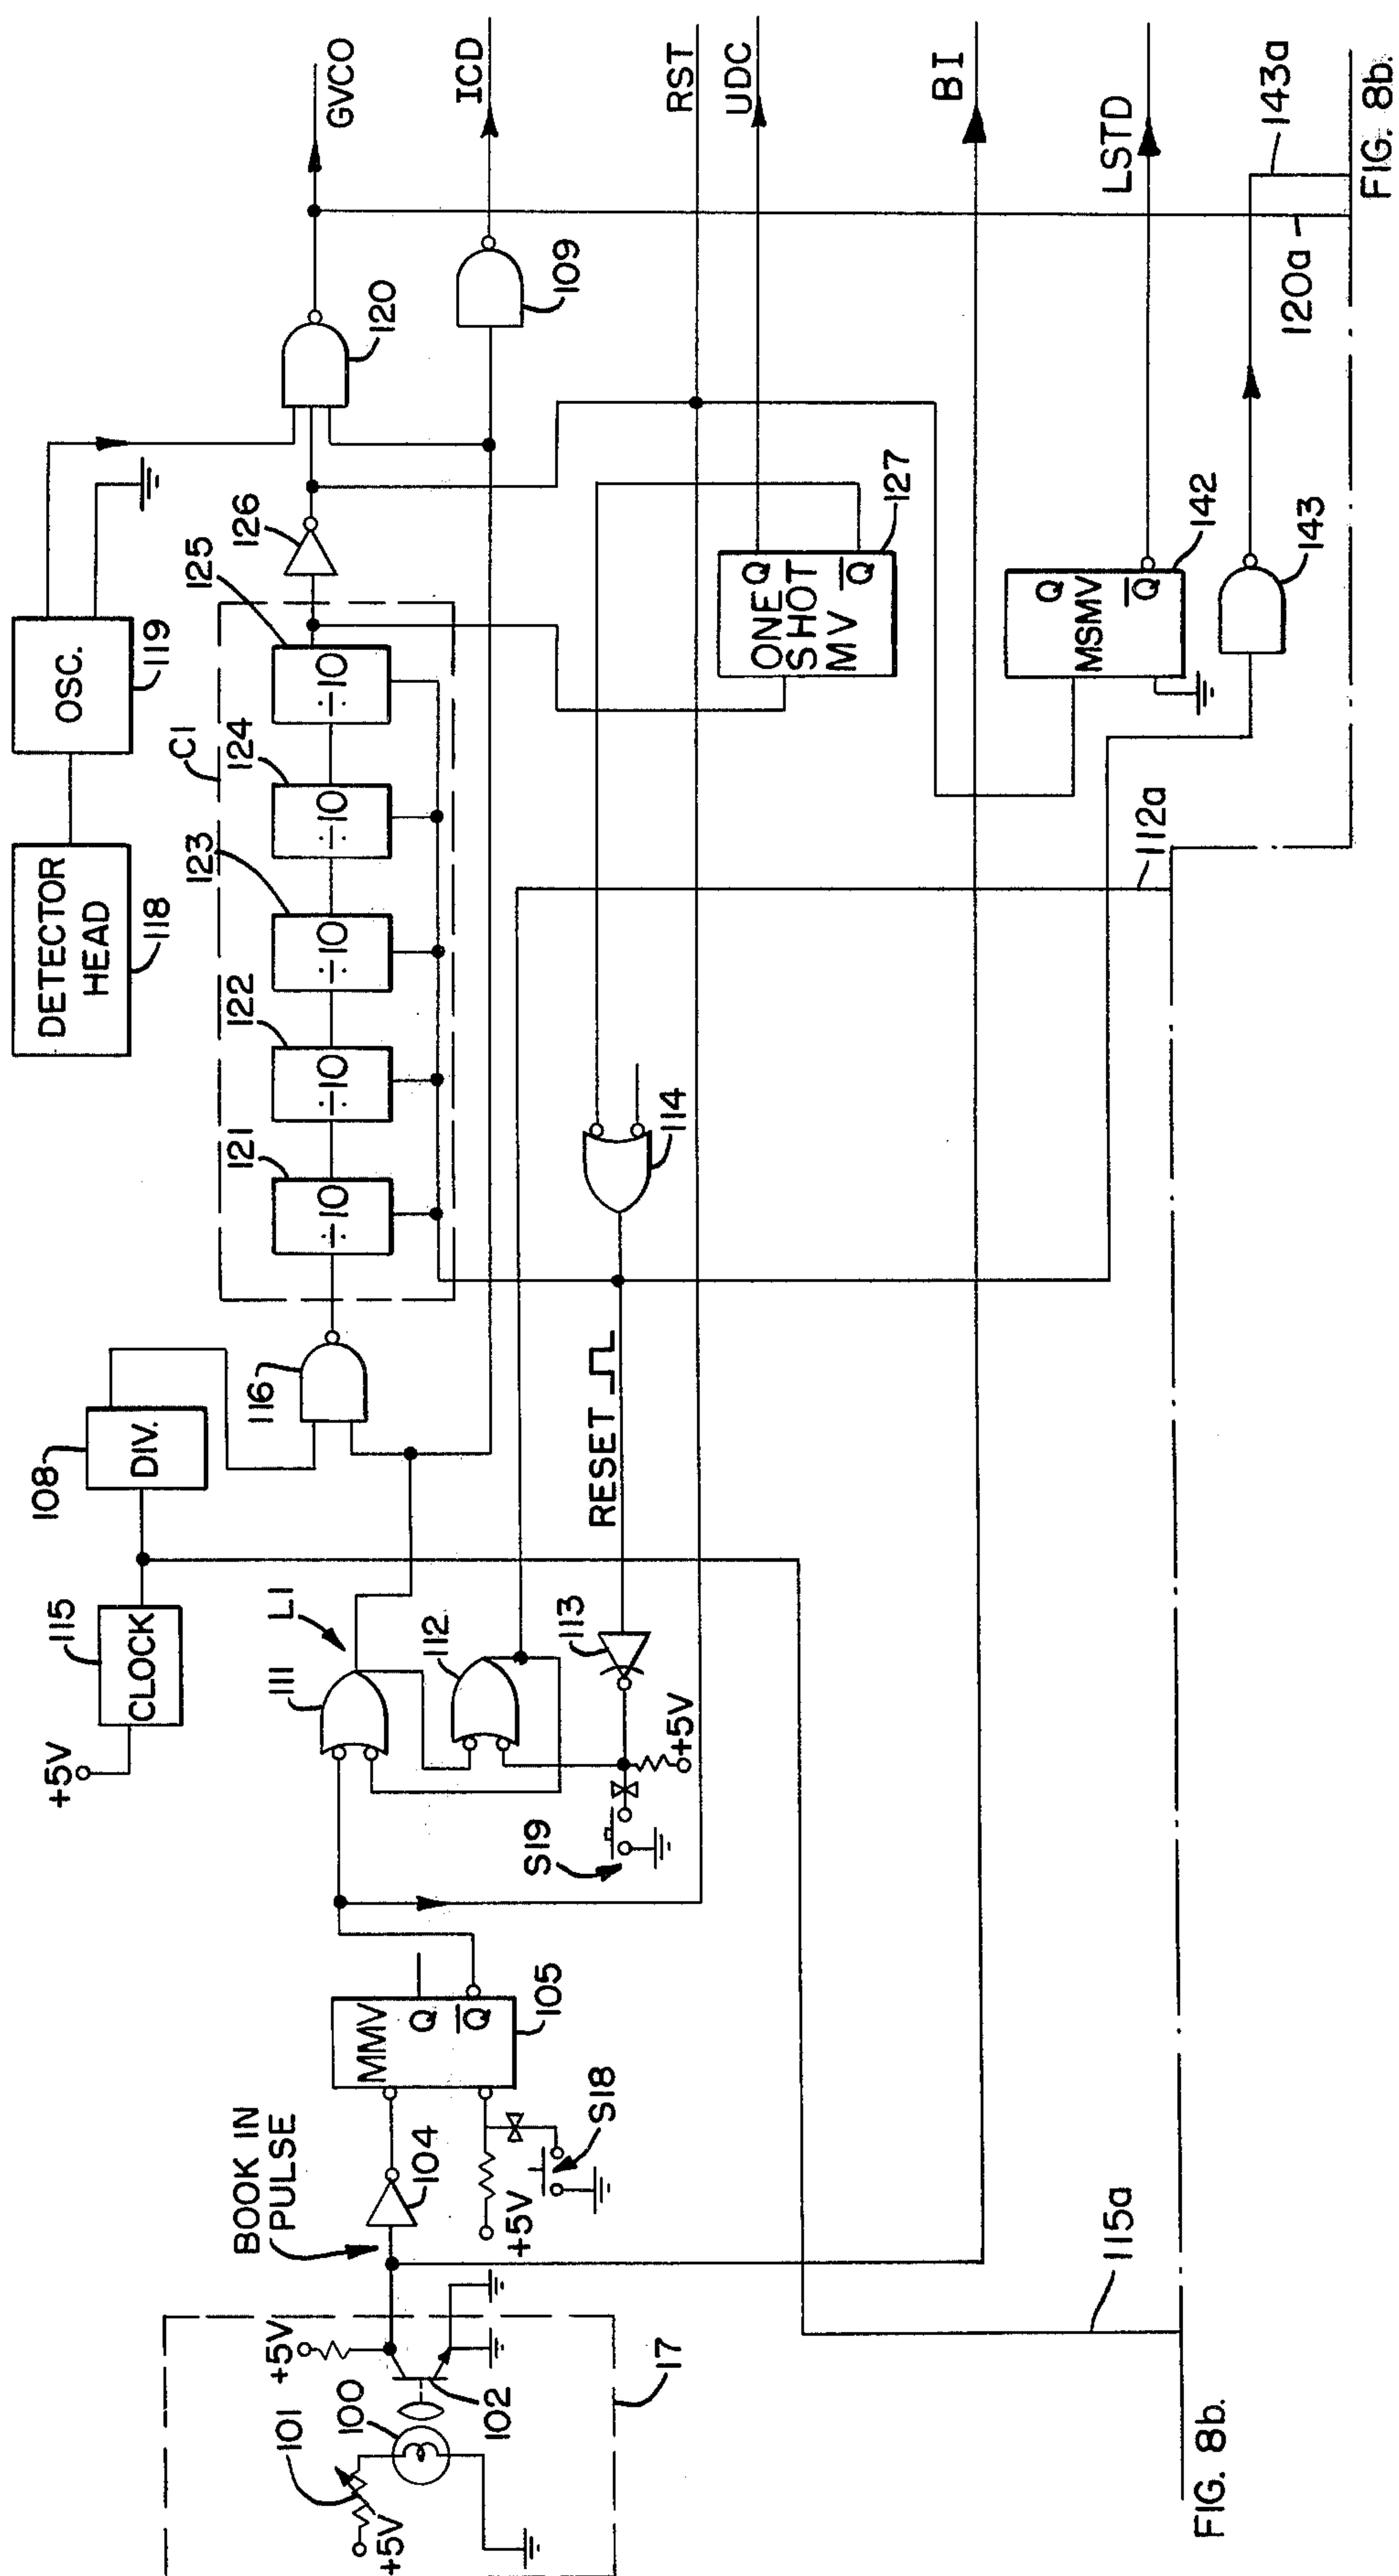 +5V
101
100
+5V
102
17
BOOK IN
PULSE
104
MMV
Q
Q
105
+5V
S18
115a
FIG. 8b.
+5V
CLOCK
115
DIV.
108
111
L1
112
113
+5V
S19
RESET
116
121
÷10
122
÷10
123
÷10
124
÷10
125
÷10
C1
114
112a
DETECTOR
HEAD
118
OSC.
119
126
120
109
ONE
SHOT
MV
Q
Q
127
MSMV
Q
Q
142
143
GVCO
ICD
RST
UDC
BI
LSTD
143a
120a
FIG. 8b.